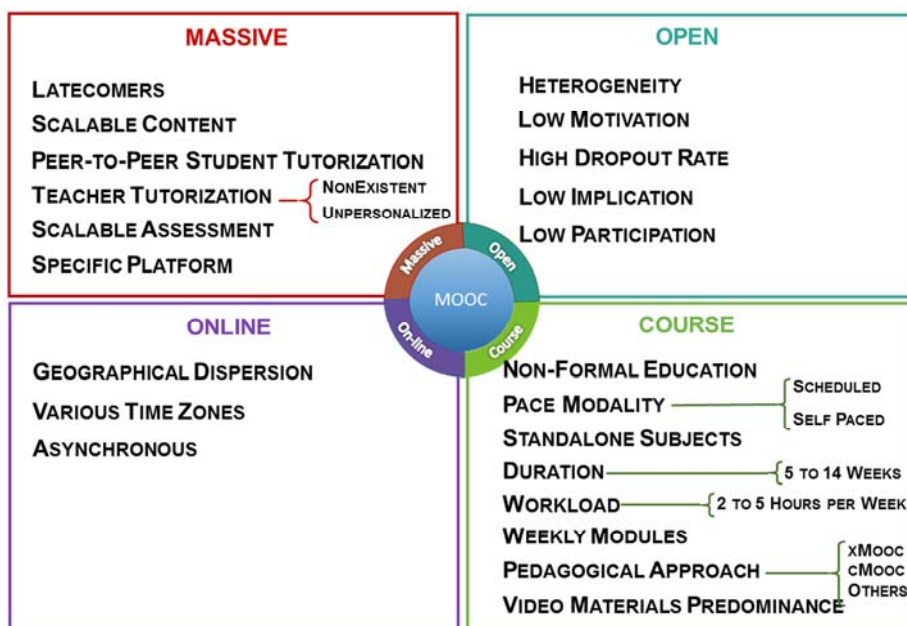 MASSIVE
LATECOMERS
SCALABLE CONTENT
PEER-TO-PEER STUDENT TUTORIZATION
TEACHER TUTORIZATION
NONEXISTENT
UNPERSONALIZED
SCALABLE ASSESSMENT
SPECIFIC PLATFORM
OPEN
HETEROGENEITY
LOW MOTIVATION
HIGH DROPOUT RATE
LOW IMPLICATION
LOW PARTICIPATION
Massive
Open
MOOC
On-line
Course
ONLINE
GEOGRAPHICAL DISPERSION
VARIOUS TIME ZONES
ASYNCHRONOUS
COURSE
NON-FORMAL EDUCATION
PACE MODALITY
SCHEDULED
SELF PACED
STANDALONE SUBJECTS
DURATION
5 TO 14 WEEKS
WORKLOAD
2 TO 5 HOURS PER WEEK
WEEKLY MODULES
PEDAGOGICAL APPROACH
XMOOC
CMOOC
OTHERS
VIDEO MATERIALS PREDOMINANCE